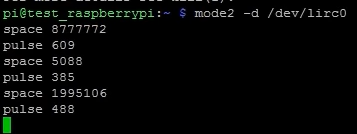 pi@test_raspberrypi:~ $ mode2 -d /dev/lirc0
space 8777772
pulse 609
space 5088
pulse 385
space 1995106
pulse 488